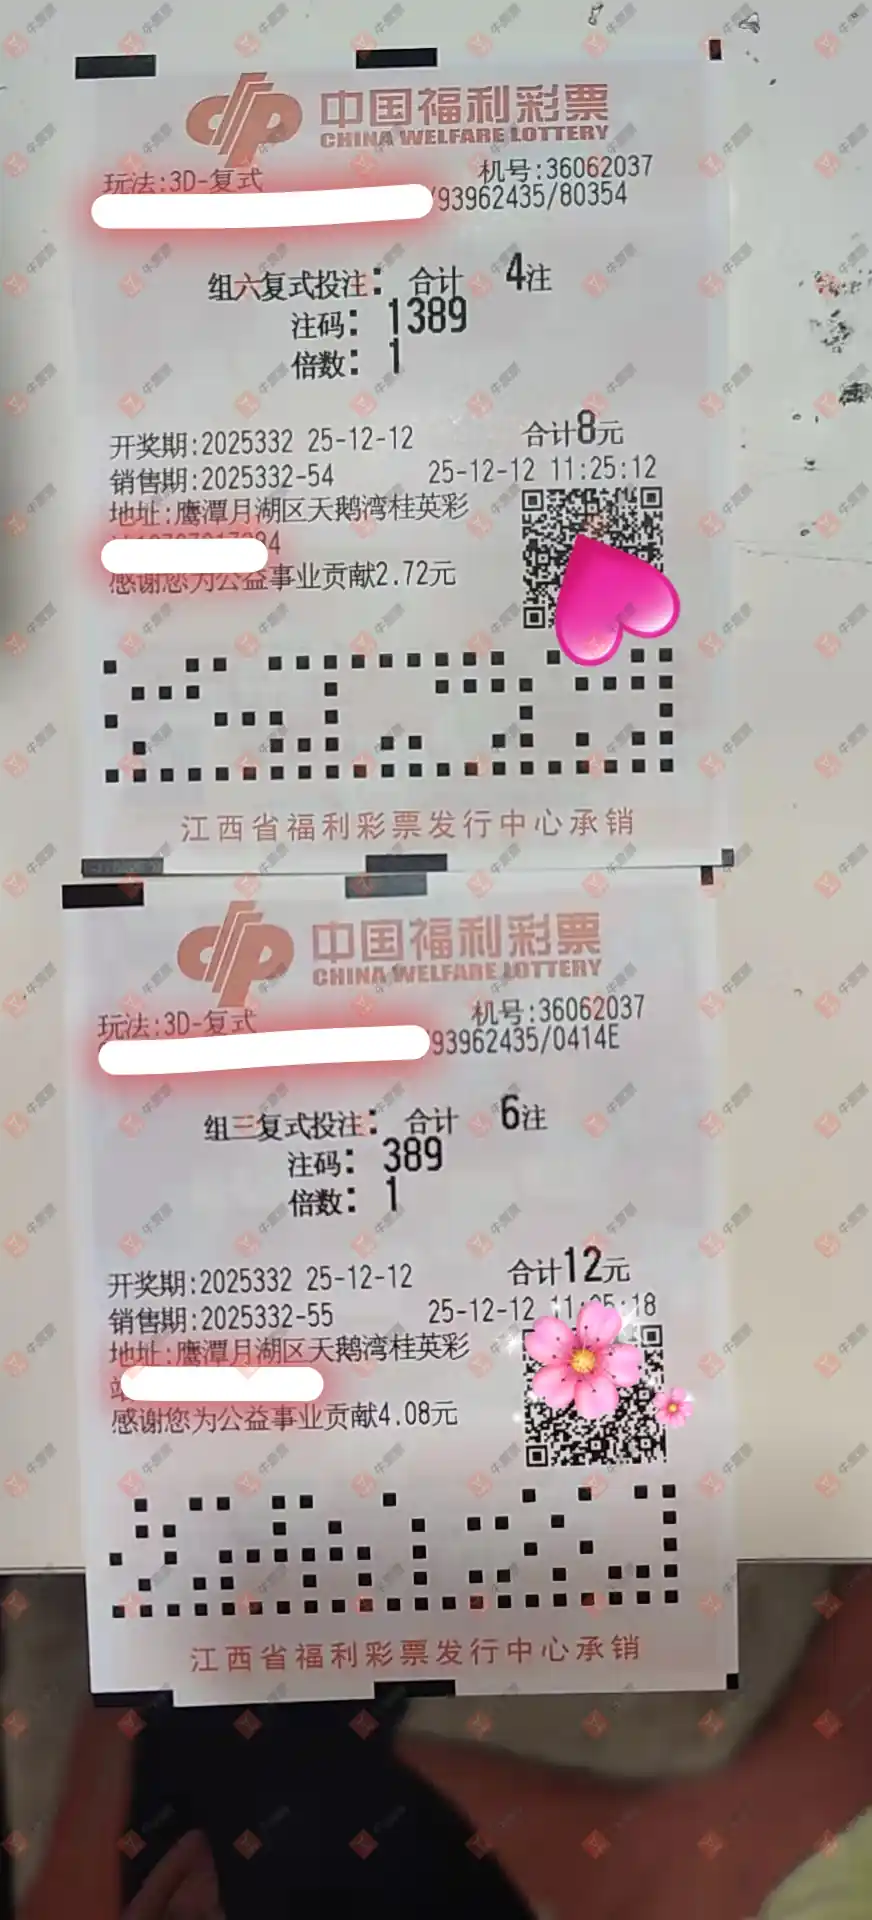 中国福利彩票
CHINA WELFARE LOTTERY
玩法:3D-复式
机号:36062037
/93962435/80354
组六复式投注: 合计 4注
注码: 1389
倍数: 1
开奖期:2025332 25-12-12 合计8元
销售期:2025332-54 25-12-12 11:25:12
地址:鹰潭月湖区天鹅湾桂英彩
感谢您为公益事业贡献2.72元
江西省福利彩票发行中心承销
中国福利彩票
CHINA WELFARE LOTTERY
玩法:3D-复式
机号:36062037
/93962435/0414E
组三复式投注: 合计 6注
注码: 389
倍数: 1
开奖期:2025332 25-12-12 合计12元
销售期:2025332-55 25-12-12 11:25:18
地址:鹰潭月湖区天鹅湾桂英彩
站
感谢您为公益事业贡献4.08元
江西省福利彩票发行中心承销